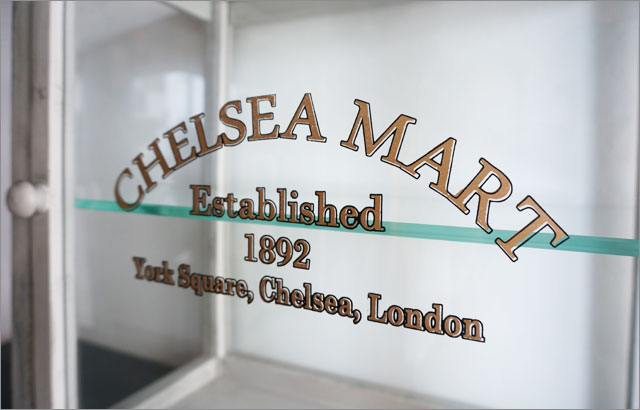 CHELSEA MART
Established
1892
York Square, Chelsea, London